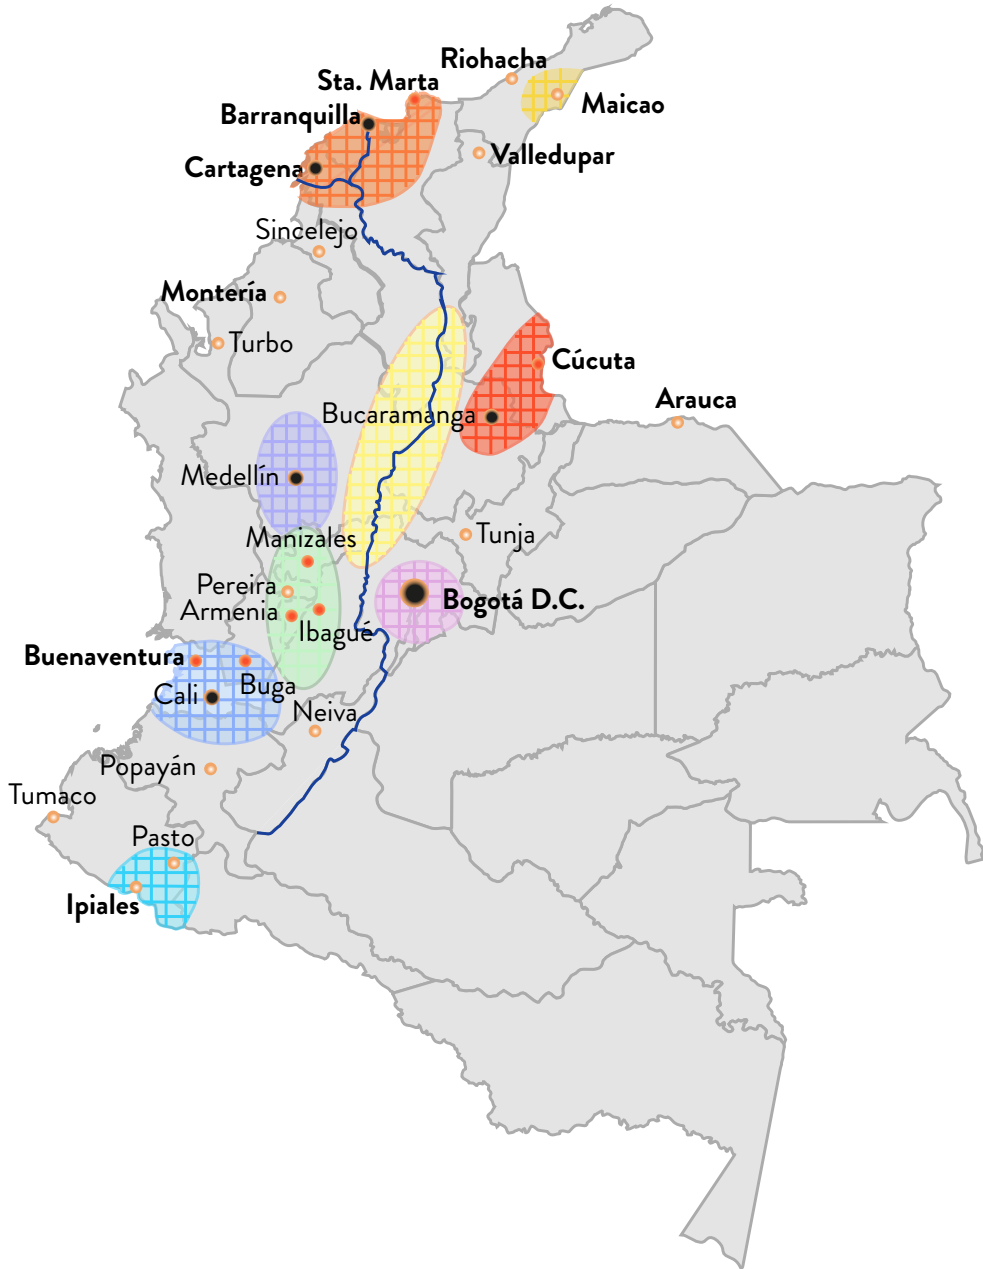 Riohacha
Sta. Marta
Maicao
Barranquilla
Valledupar
Cartagena
Sincelejo
Montería
Turbo
Cúcuta
Arauca
Bucaramanga
Medellín
Tunja
Manizales
Pereira
Bogotá D.C.
Armenia
Ibagué
Buenaventura
Buga
Cali
Neiva
Popayán
Tumaco
Pasto
Ipiales